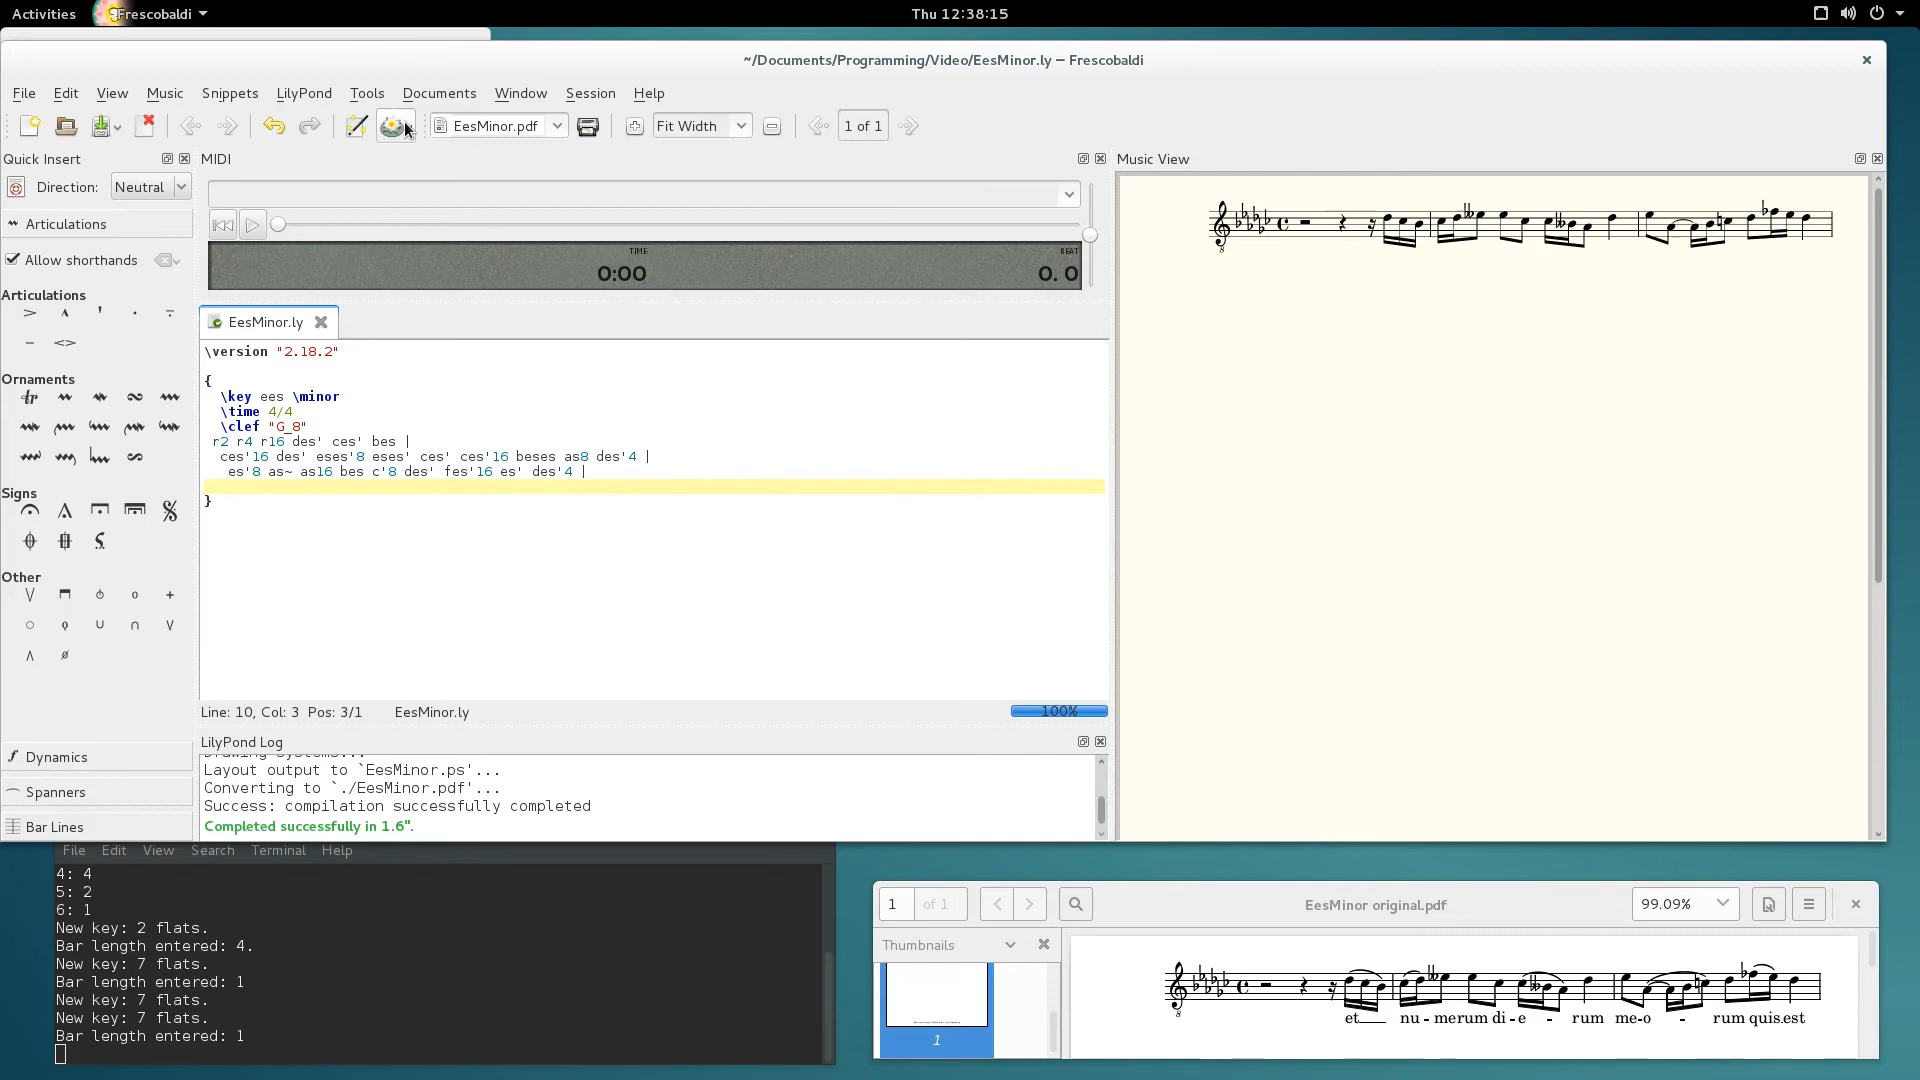 Activities Frescobaldi Thu 12:38:15
~/Documents/Programming/Video/EesMinor.ly — Frescobaldi
File Edit View Music Snippets LilyPond Tools Documents Window Session Help
EesMinor.pdf Fit Width 1 of 1
Quick Insert
Direction: Neutral
Articulations
Allow shorthands
Articulations
Ornaments
Signs
Other
Dynamics
Spanners
Bar Lines
MIDI
TIME BEAT
0:00 0. 0
EesMinor.ly
\version "2.18.2"
{
\key ees \minor
\time 4/4
\clef "G_8"
r2 r4 r16 des' ces' bes |
ces'16 des' eses'8 eses' ces' ces'16 beses as8 des'4 |
es'8 as~ as16 bes c'8 des' fes'16 es' des'4 |
}
Line: 10, Col: 3 Pos: 3/1 EesMinor.ly 100%
LilyPond Log
Layout output to `EesMinor.ps'...
Converting to `./EesMinor.pdf'...
Success: compilation successfully completed
Completed successfully in 1.6".
Music View
File Edit View Search Terminal Help
4: 4
5: 2
6: 1
New key: 2 flats.
Bar length entered: 4.
New key: 7 flats.
Bar length entered: 1
New key: 7 flats.
New key: 7 flats.
Bar length entered: 1
1 of 1 EesMinor original.pdf 99.09%
Thumbnails
1
et___ nu - merum di - e - rum me-o - rum quis.est